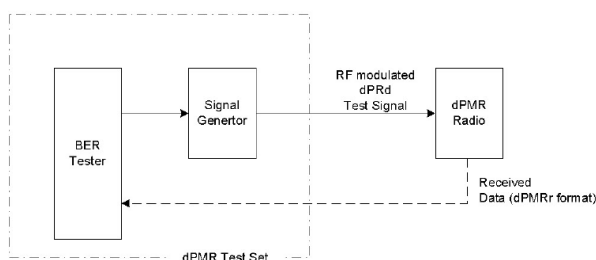 BER
Tester
Signal
Genertor
RF modulated
dPRd
Test Signal
dPMR
Radio
Received
Data (dPMRr format)
dPMR Test Set